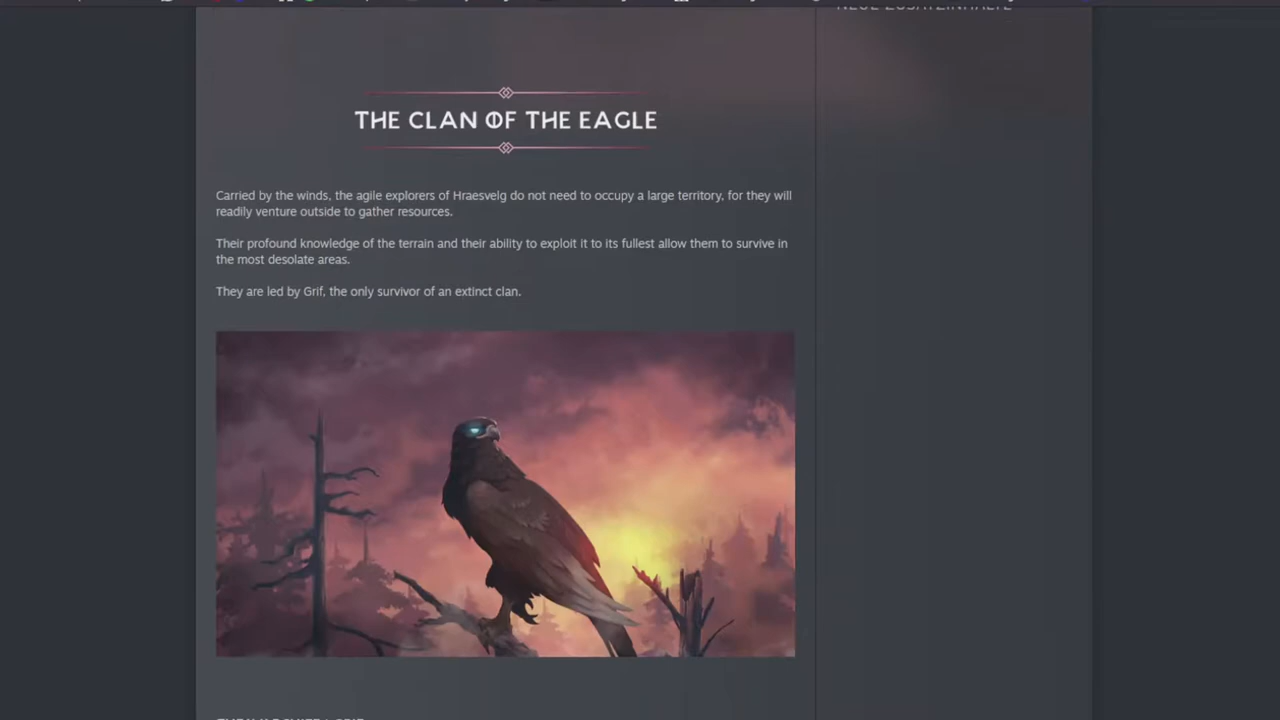 NEUE ZUSATZINHALTE
THE CLAN OF THE EAGLE
Carried by the winds, the agile explorers of Hraesvelg do not need to occupy a large territory, for they will
readily venture outside to gather resources.
Their profound knowledge of the terrain and their ability to exploit it to its fullest allow them to survive in
the most desolate areas.
They are led by Grif, the only survivor of an extinct clan.